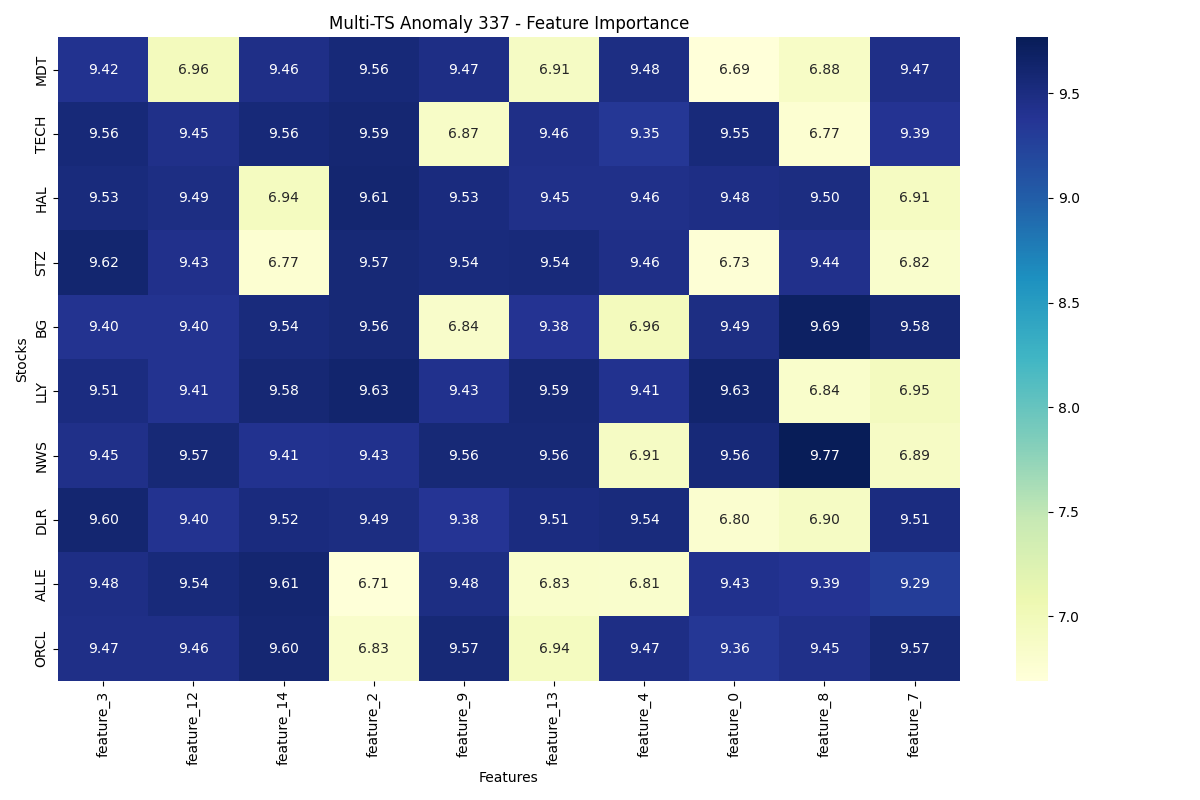 Multi-TS Anomaly 337 - Feature Importance
MDT 9.42 6.96 9.46 9.56 9.47 6.91 9.48 6.69 6.88 9.47
TECH 9.56 9.45 9.56 9.59 6.87 9.46 9.35 9.55 6.77 9.39
HAL 9.53 9.49 6.94 9.61 9.53 9.45 9.46 9.48 9.50 6.91
STZ 9.62 9.43 6.77 9.57 9.54 9.54 9.46 6.73 9.44 6.82
BG 9.40 9.40 9.54 9.56 6.84 9.38 6.96 9.49 9.69 9.58
LLY 9.51 9.41 9.58 9.63 9.43 9.59 9.41 9.63 6.84 6.95
NWS 9.45 9.57 9.41 9.43 9.56 9.56 6.91 9.56 9.77 6.89
DLR 9.60 9.40 9.52 9.49 9.38 9.51 9.54 6.80 6.90 9.51
ALLE 9.48 9.54 9.61 6.71 9.48 6.83 6.81 9.43 9.39 9.29
ORCL 9.47 9.46 9.60 6.83 9.57 6.94 9.47 9.36 9.45 9.57
Stocks
feature_3 feature_12 feature_14 feature_2 feature_9 feature_13 feature_4 feature_0 feature_8 feature_7
Features
9.5
9.0
8.5
8.0
7.5
7.0